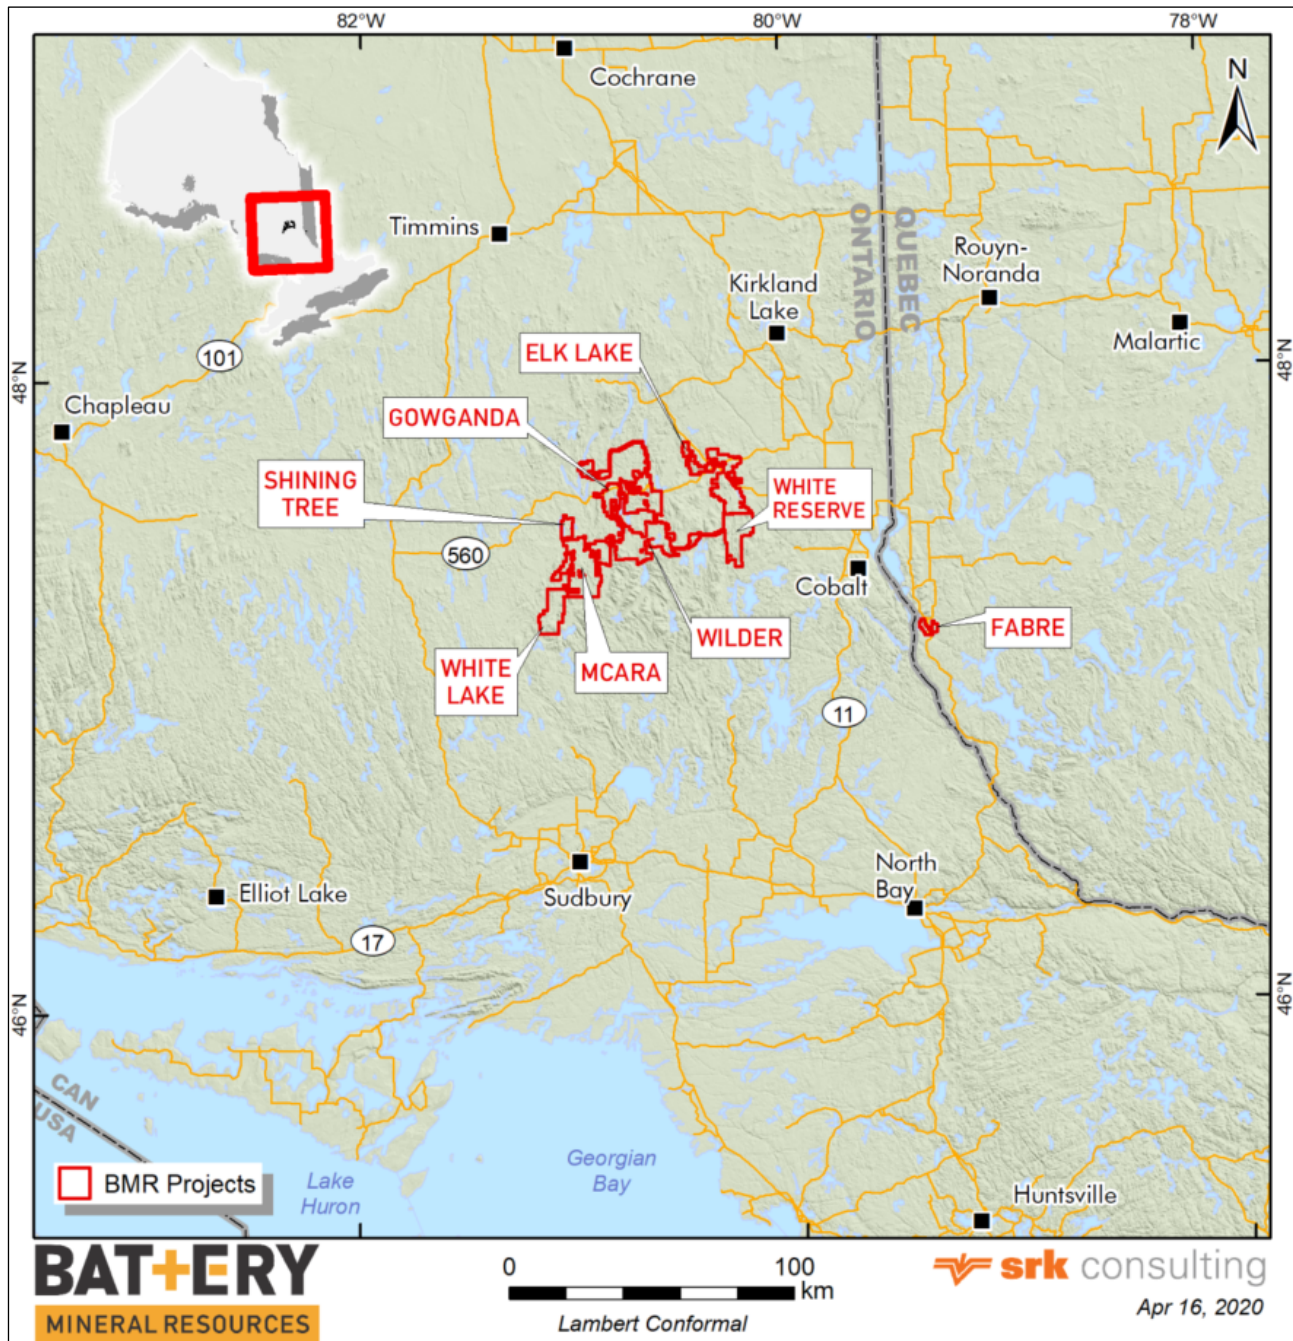 82°W
80°W
78°W
Cochrane
N
Timmins
QUEBEC
ONTARIO
Rouyn-
Noranda
Kirkland
Lake
Malartic
ELK LAKE
101
48°N
48°N
Chapleau
GOWGANDA
SHINING
TREE
WHITE
RESERVE
560
Cobalt
FABRE
WILDER
WHITE
LAKE
MCARA
11
North
Bay
Elliot Lake
Sudbury
17
46°N
46°N
CAN
USA
Georgian
Bay
BMR Projects
Lake
Huron
Huntsville
BATTERY
MINERAL RESOURCES
0 100
km
Lambert Conformal
srk consulting
Apr 16, 2020